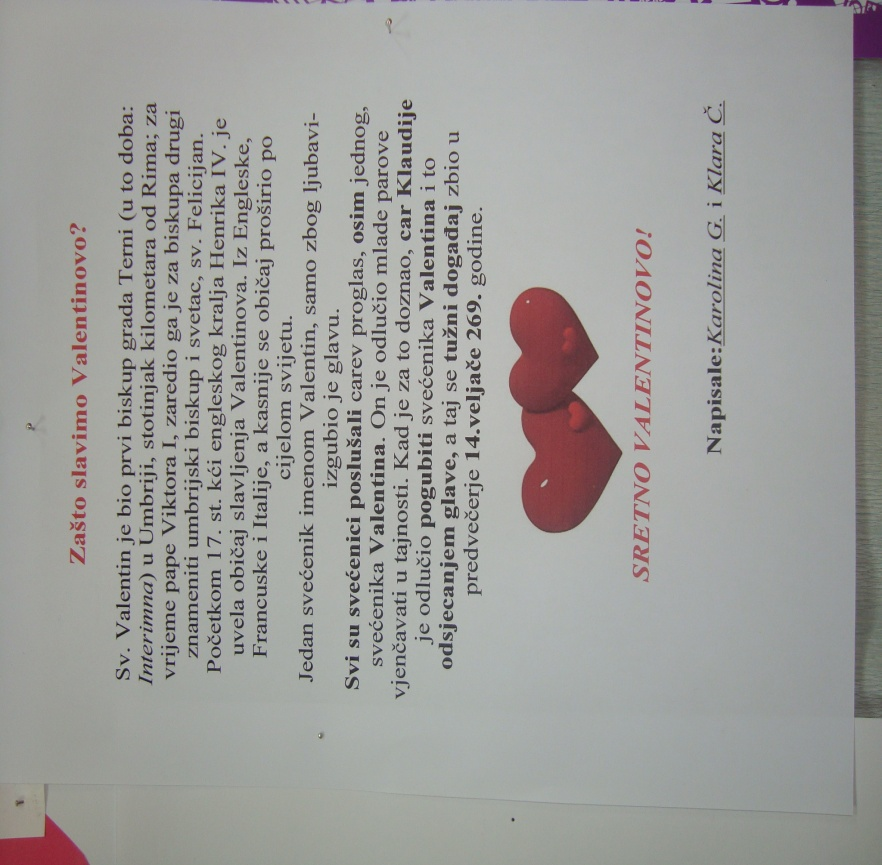 Zašto slavimo Valentinovo?
Sv. Valentin je bio prvi biskup grada Terni (u to doba:
Interimna) u Umbriji, stotinjak kilometara od Rima; za
vrijeme pape Viktora I, zaredio ga je za biskupa drugi
znameniti umbrijski biskup i svetac, sv. Felicijan.
Početkom 17. st. kći engleskog kralja Henrika IV. je
uvela običaj slavljenja Valentinova. Iz Engleske,
Francuske i Italije, a kasnije se običaj proširio po
cijelom svijetu.
Jedan svećenik imenom Valentin, samo zbog ljubavi-
izgubio je glavu.
Svi su svećenici poslušali carev proglas, osim jednog,
svećenika Valentina. On je odlučio mlade parove
vjenčavati u tajnosti. Kad je za to doznao, car Klaudije
je odlučio pogubiti svećenika Valentina i to
odsjecanjem glave, a taj se tužni događaj zbio u
predvečerje 14.veljače 269. godine.
SRETNO VALENTINOVO!
Napisale:Karolina G. i Klara Č.